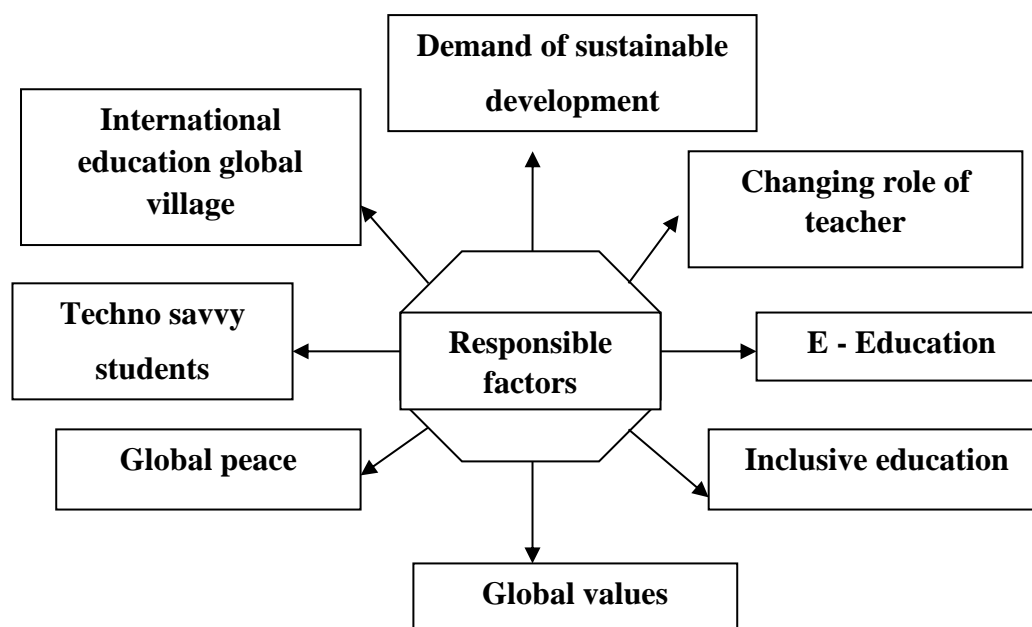 Demand of sustainable
development
International
education global
village
Changing role of
teacher
Techno savvy
students
Responsible
factors
E - Education
Global peace
Inclusive education
Global values